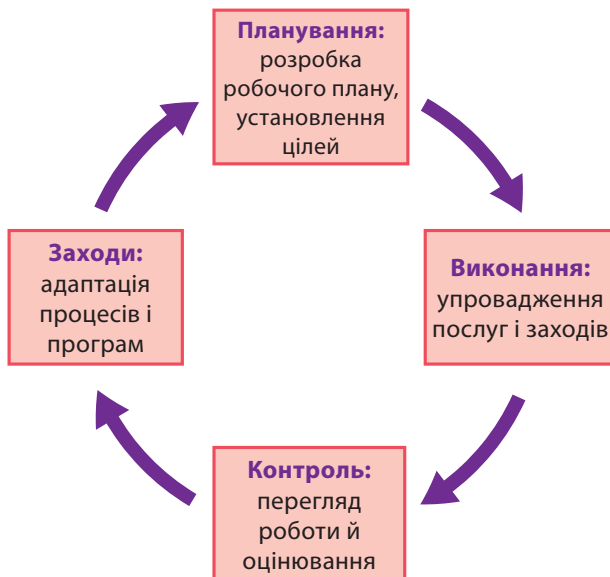 Планування:
розробка
робочого плану,
установлення
цілей
Виконання:
упровадження
послуг і заходів
Контроль:
перегляд
роботи й
оцінювання
Заходи:
адаптація
процесів і
програм